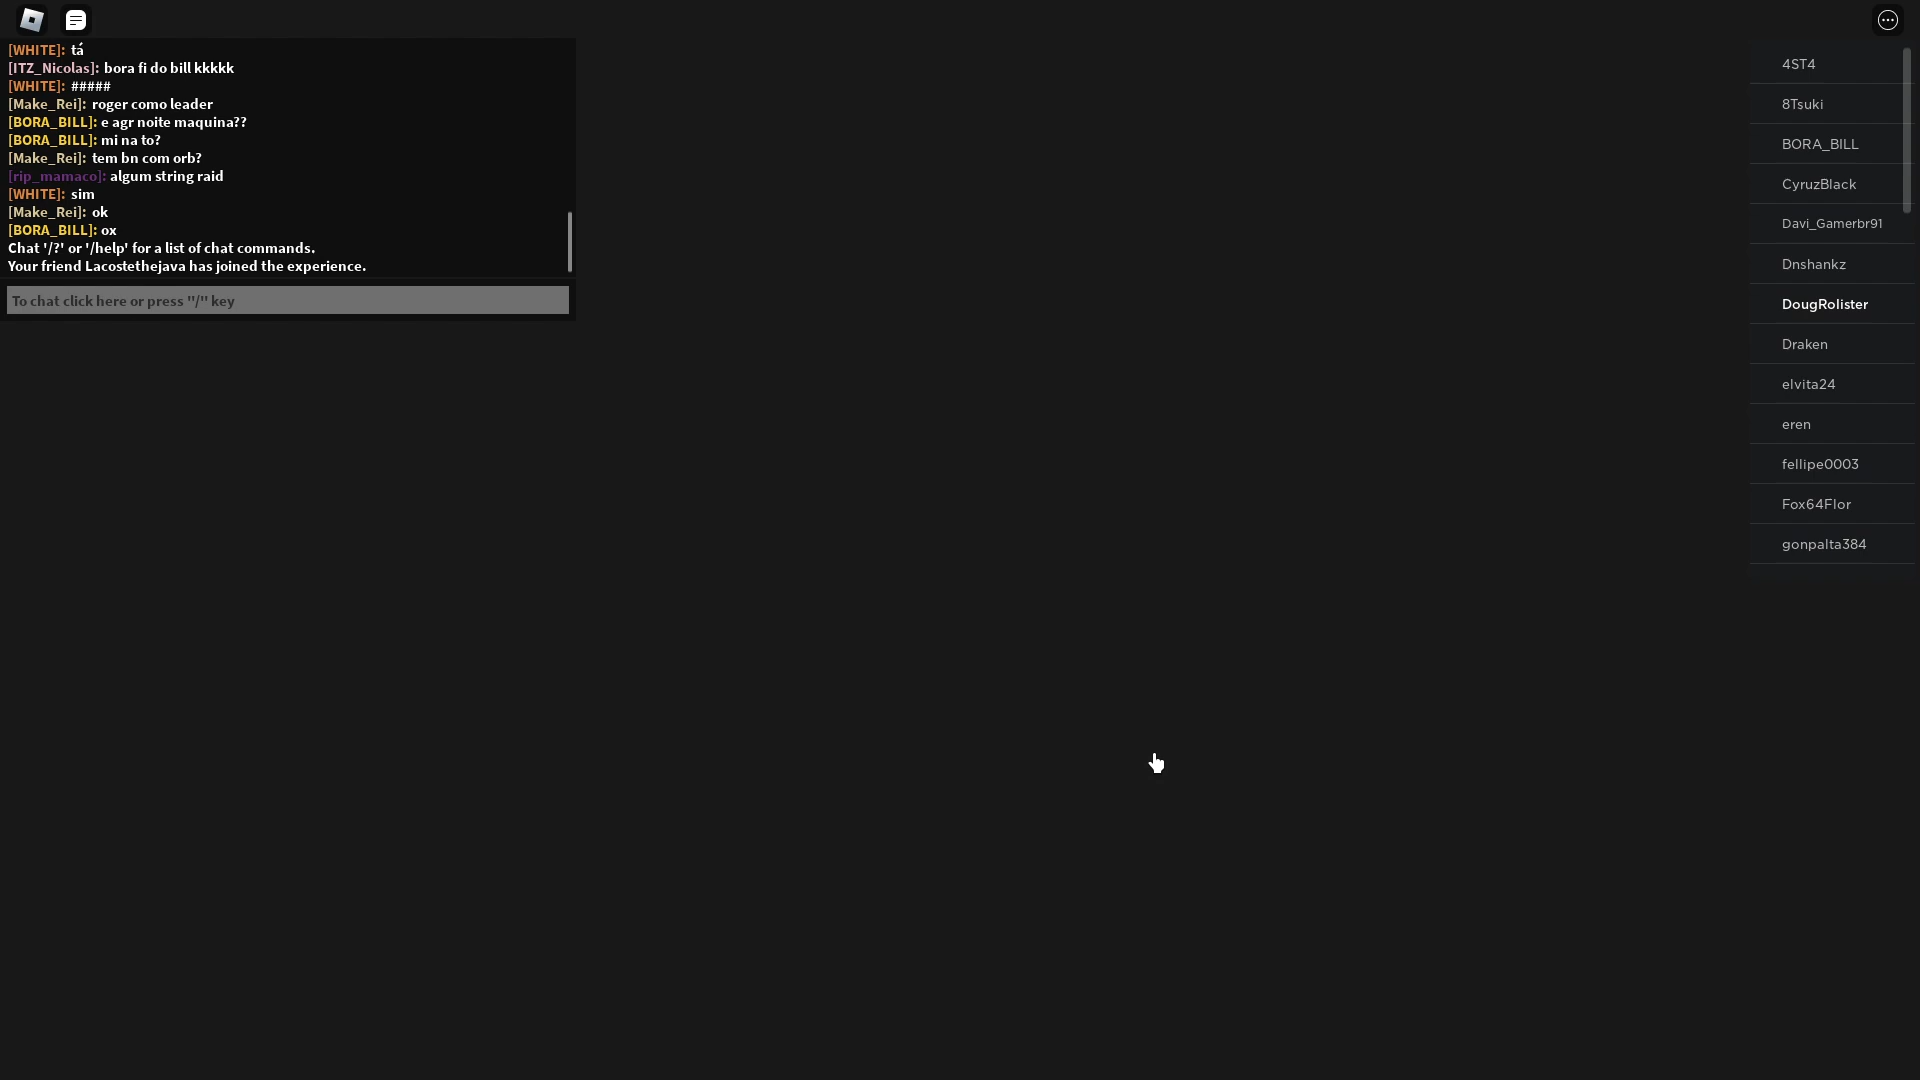 [WHITE]: tá
[ITZ_Nicolas]: bora fi do bill kkkkk
[WHITE]: #####
[Make_Rei]: roger como leader
[BORA_BILL]: e agr noite maquina??
[BORA_BILL]: mi na to?
[Make_Rei]: tem bn com orb?
[rip_mamaco]: algum string raid
[WHITE]: sim
[Make_Rei]: ok
[BORA_BILL]: ox
Chat '/?' or '/help' for a list of chat commands.
Your friend Lacostethejava has joined the experience.
To chat click here or press "/" key
4ST4
8Tsuki
BORA_BILL
CyruzBlack
Davi_Gamerbr91
Dnshankz
DougRolister
Draken
elvita24
eren
fellipe0003
Fox64Flor
gonpalta384